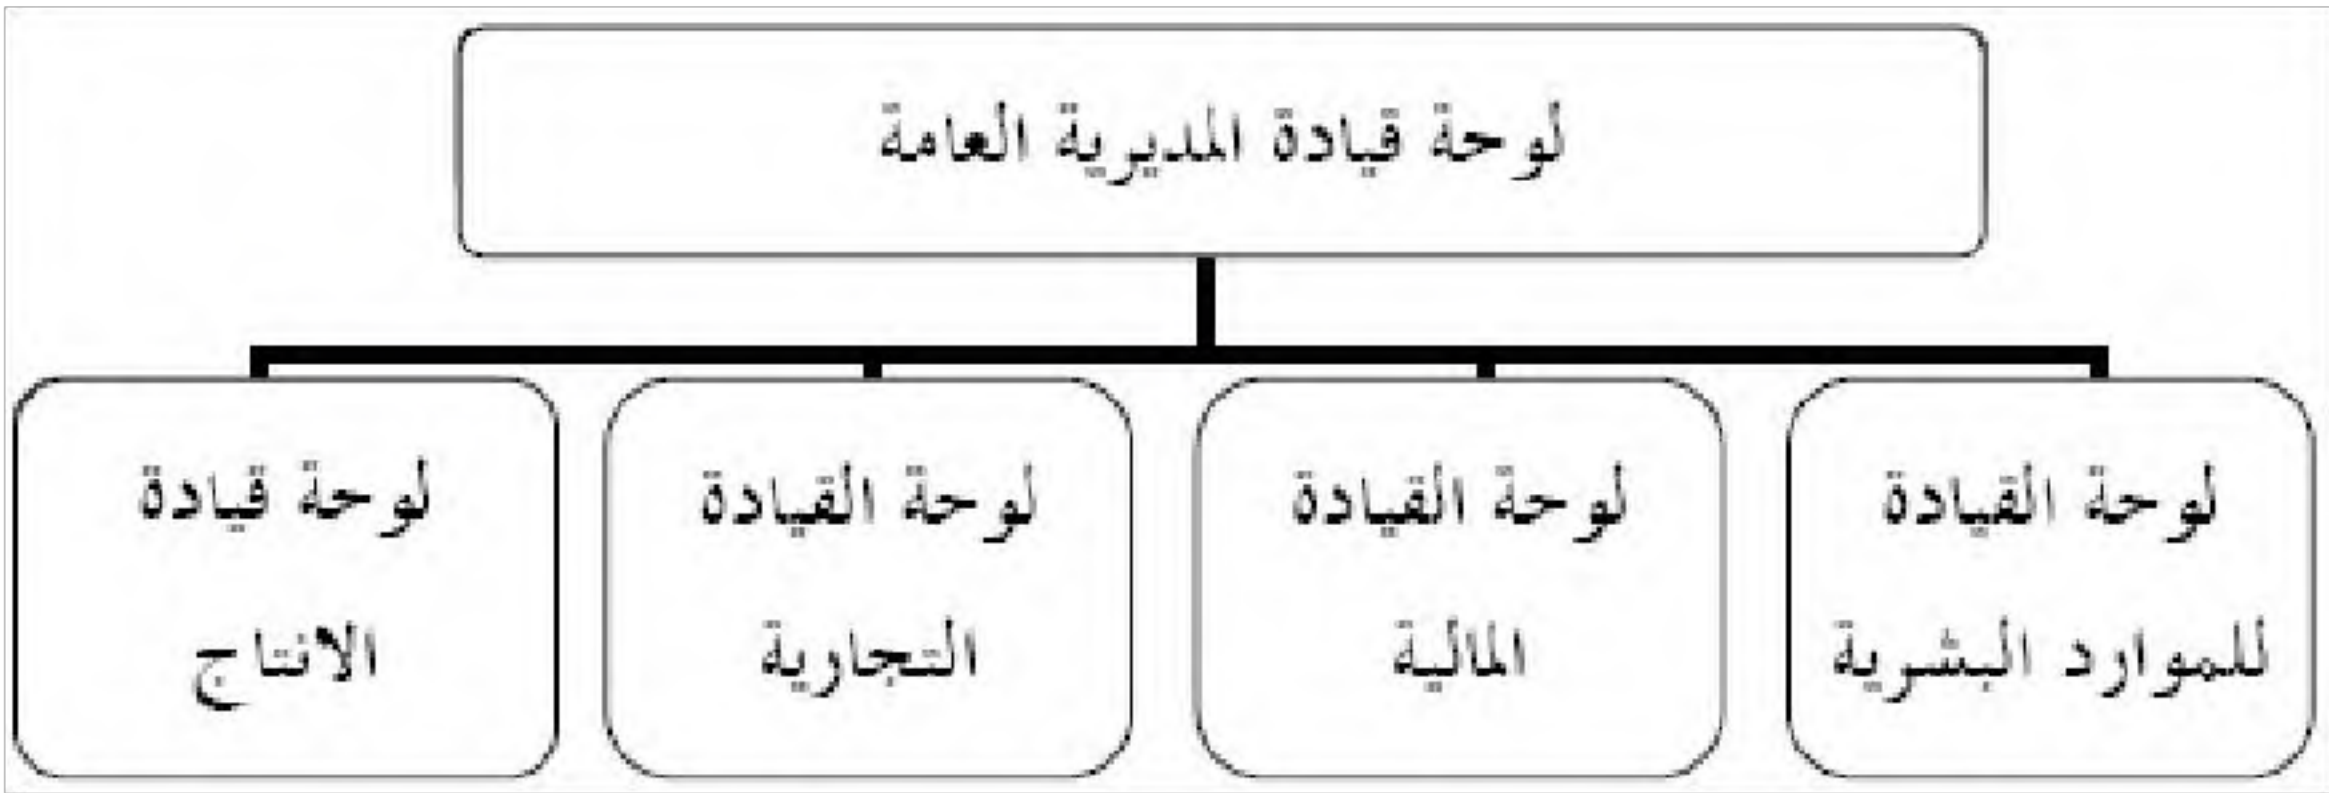 لوحة قيادة المديرية العامة
لوحة القيادة
للموارد البشرية
لوحة القيادة
المالية
لوحة القيادة
التجارية
لوحة قيادة
الانتاج